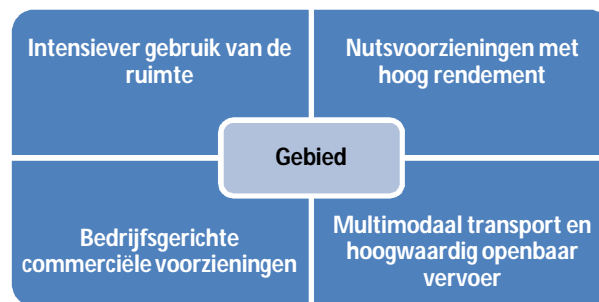 Intensiever gebruik van de
ruimte
Nutsvoorzieningen met
hoog rendement
Gebied
Bedrijfsgerichte
commerciële voorzieningen
Multimodaal transport en
hoogwaardig openbaar
vervoer